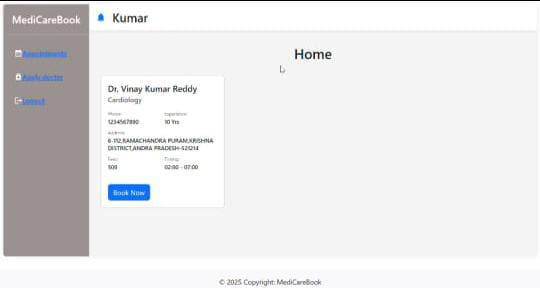 MediCareBook
Kumar
Appointments
Apply doctor
Logout
Home
Dr. Vinay Kumar Reddy
Cardiology
Phone: Experience:
1234567890 10 Yrs
Address:
6-112,RAMACHANDRA PURAM,KRISHNA
DISTRICT,ANDRA PRADESH-521214
Fees: Timing:
500 02:00 - 07:00
Book Now
© 2025 Copyright: MediCareBook